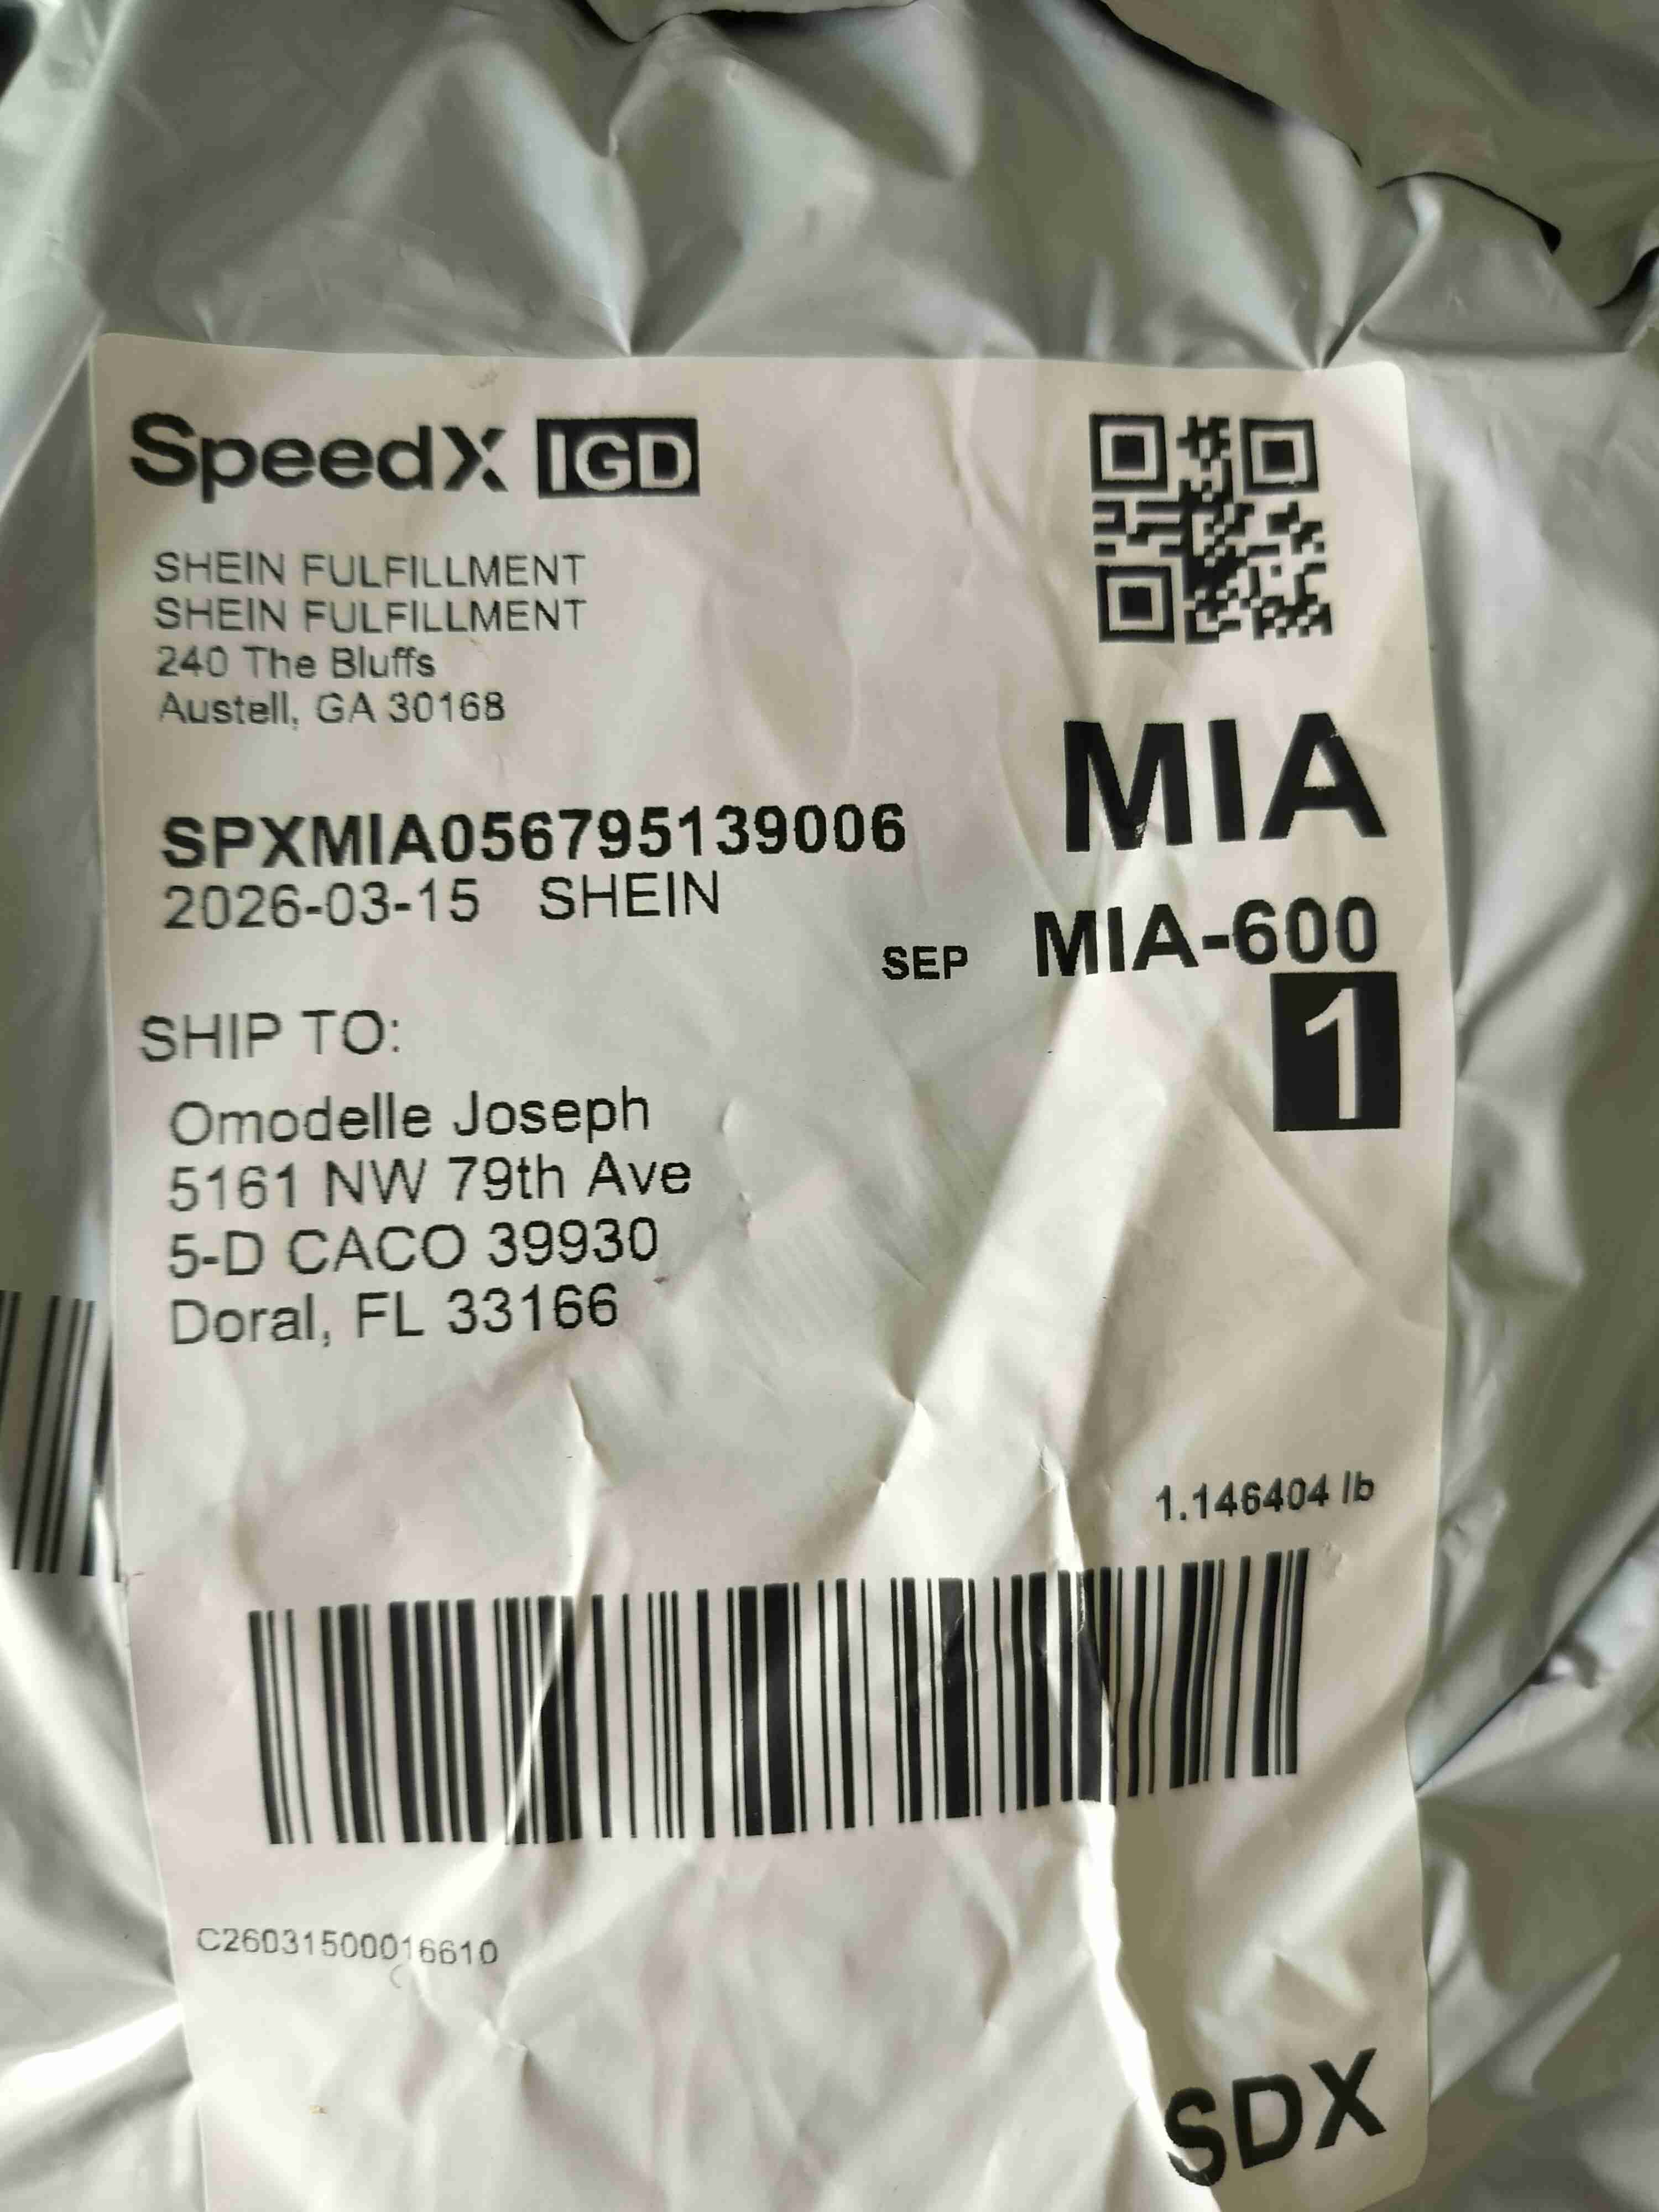 SpeedX IGD
SHEIN FULFILLMENT
SHEIN FULFILLMENT
240 The Bluffs
Austell, GA 30168
MIA
SPXMIA056795139006
2026-03-15 SHEIN
SEP MIA-600
1
SHIP TO:
Omodelle Joseph
5161 NW 79th Ave
5-D CACO 39930
Doral, FL 33166
1.146404 lb
C26031500016610
SDX